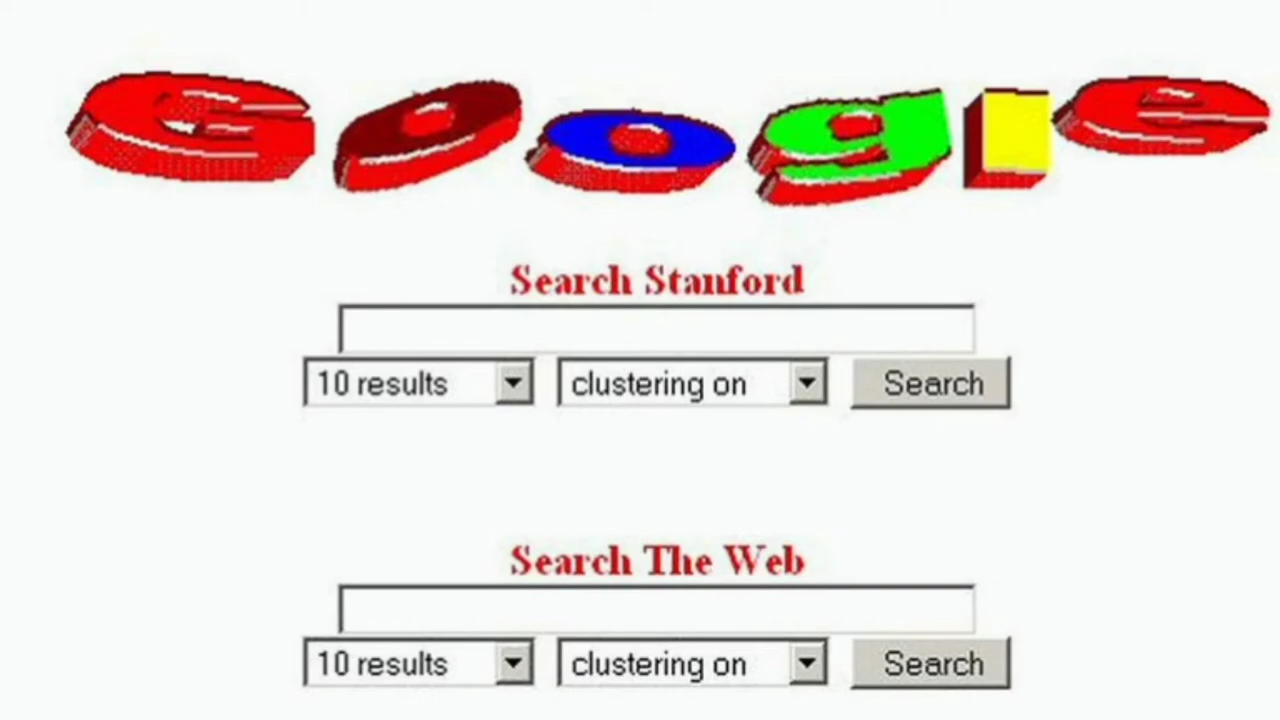 Google
Search Stanford
10 results clustering on Search
Search The Web
10 results clustering on Search